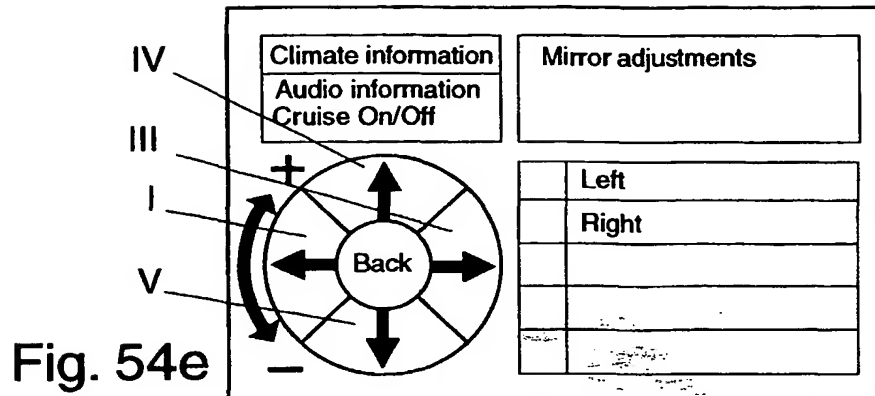 Climate information
Audio information
Cruise On/Off
Mirror adjustments
IV
III
I
V
+
Back
–
Left
Right
Fig. 54e